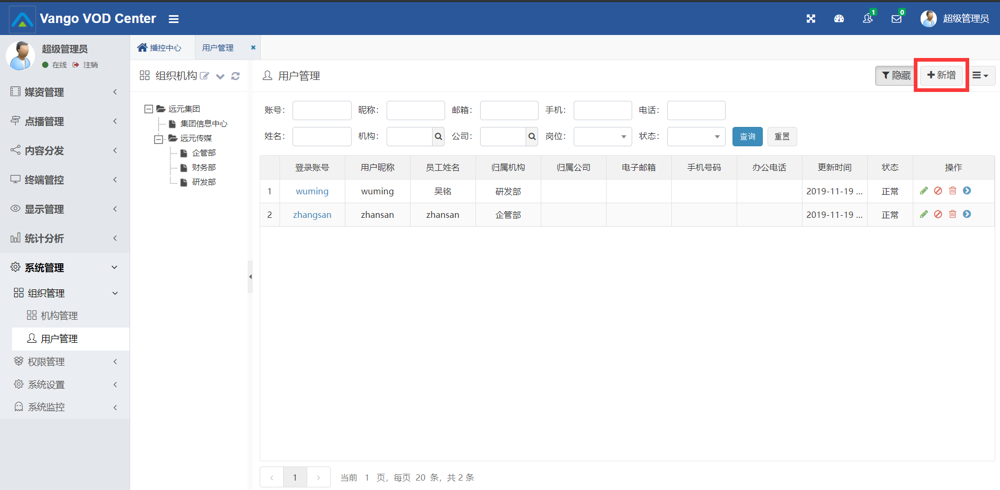 Vango VOD Center
1
0
超级管理员
超级管理员
在线 注销
媒资管理
点播管理
内容分发
终端管控
显示管理
统计分析
系统管理
组织管理
机构管理
用户管理
权限管理
系统设置
系统监控
播控中心 用户管理
组织机构
远元集团
集团信息中心
远元传媒
企管部
财务部
研发部
用户管理 隐藏 新增
账号: 昵称: 邮箱: 手机: 电话:
姓名: 机构: 公司: 岗位: 状态: 查询 重置
登录账号 用户昵称 员工姓名 归属机构 归属公司 电子邮箱 手机号码 办公电话 更新时间 状态 操作
1 wuming wuming 吴铭 研发部 2019-11-19 ... 正常
2 zhangsan zhansan zhansan 企管部 2019-11-19 ... 正常
1 当前 1 页, 每页 20 条, 共 2 条